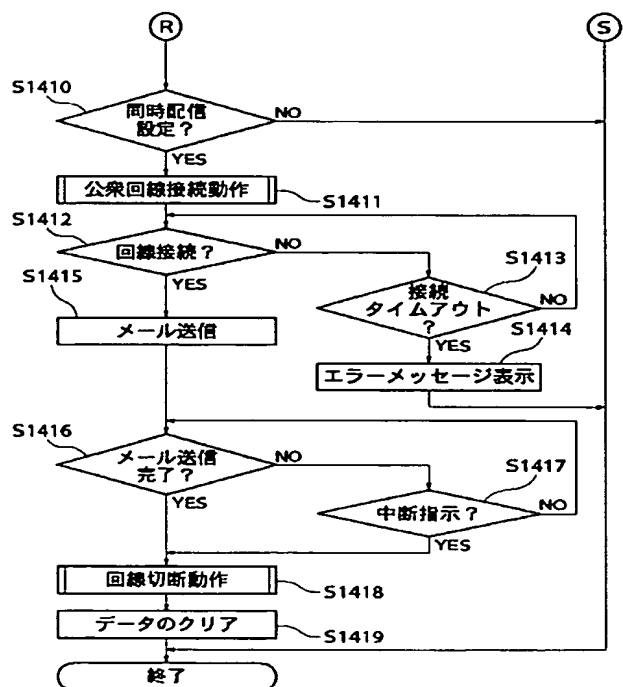 R
S
S1410
同時配信
設定？
NO
YES
公衆回線接続動作
S1411
S1412
回線接続？
NO
YES
S1413
接続
タイムアウト
？
NO
YES
S1415
メール送信
S1414
エラーメッセージ表示
S1416
メール送信
完了？
NO
YES
S1417
中断指示？
NO
YES
回線切断動作
S1418
データのクリア
S1419
終了